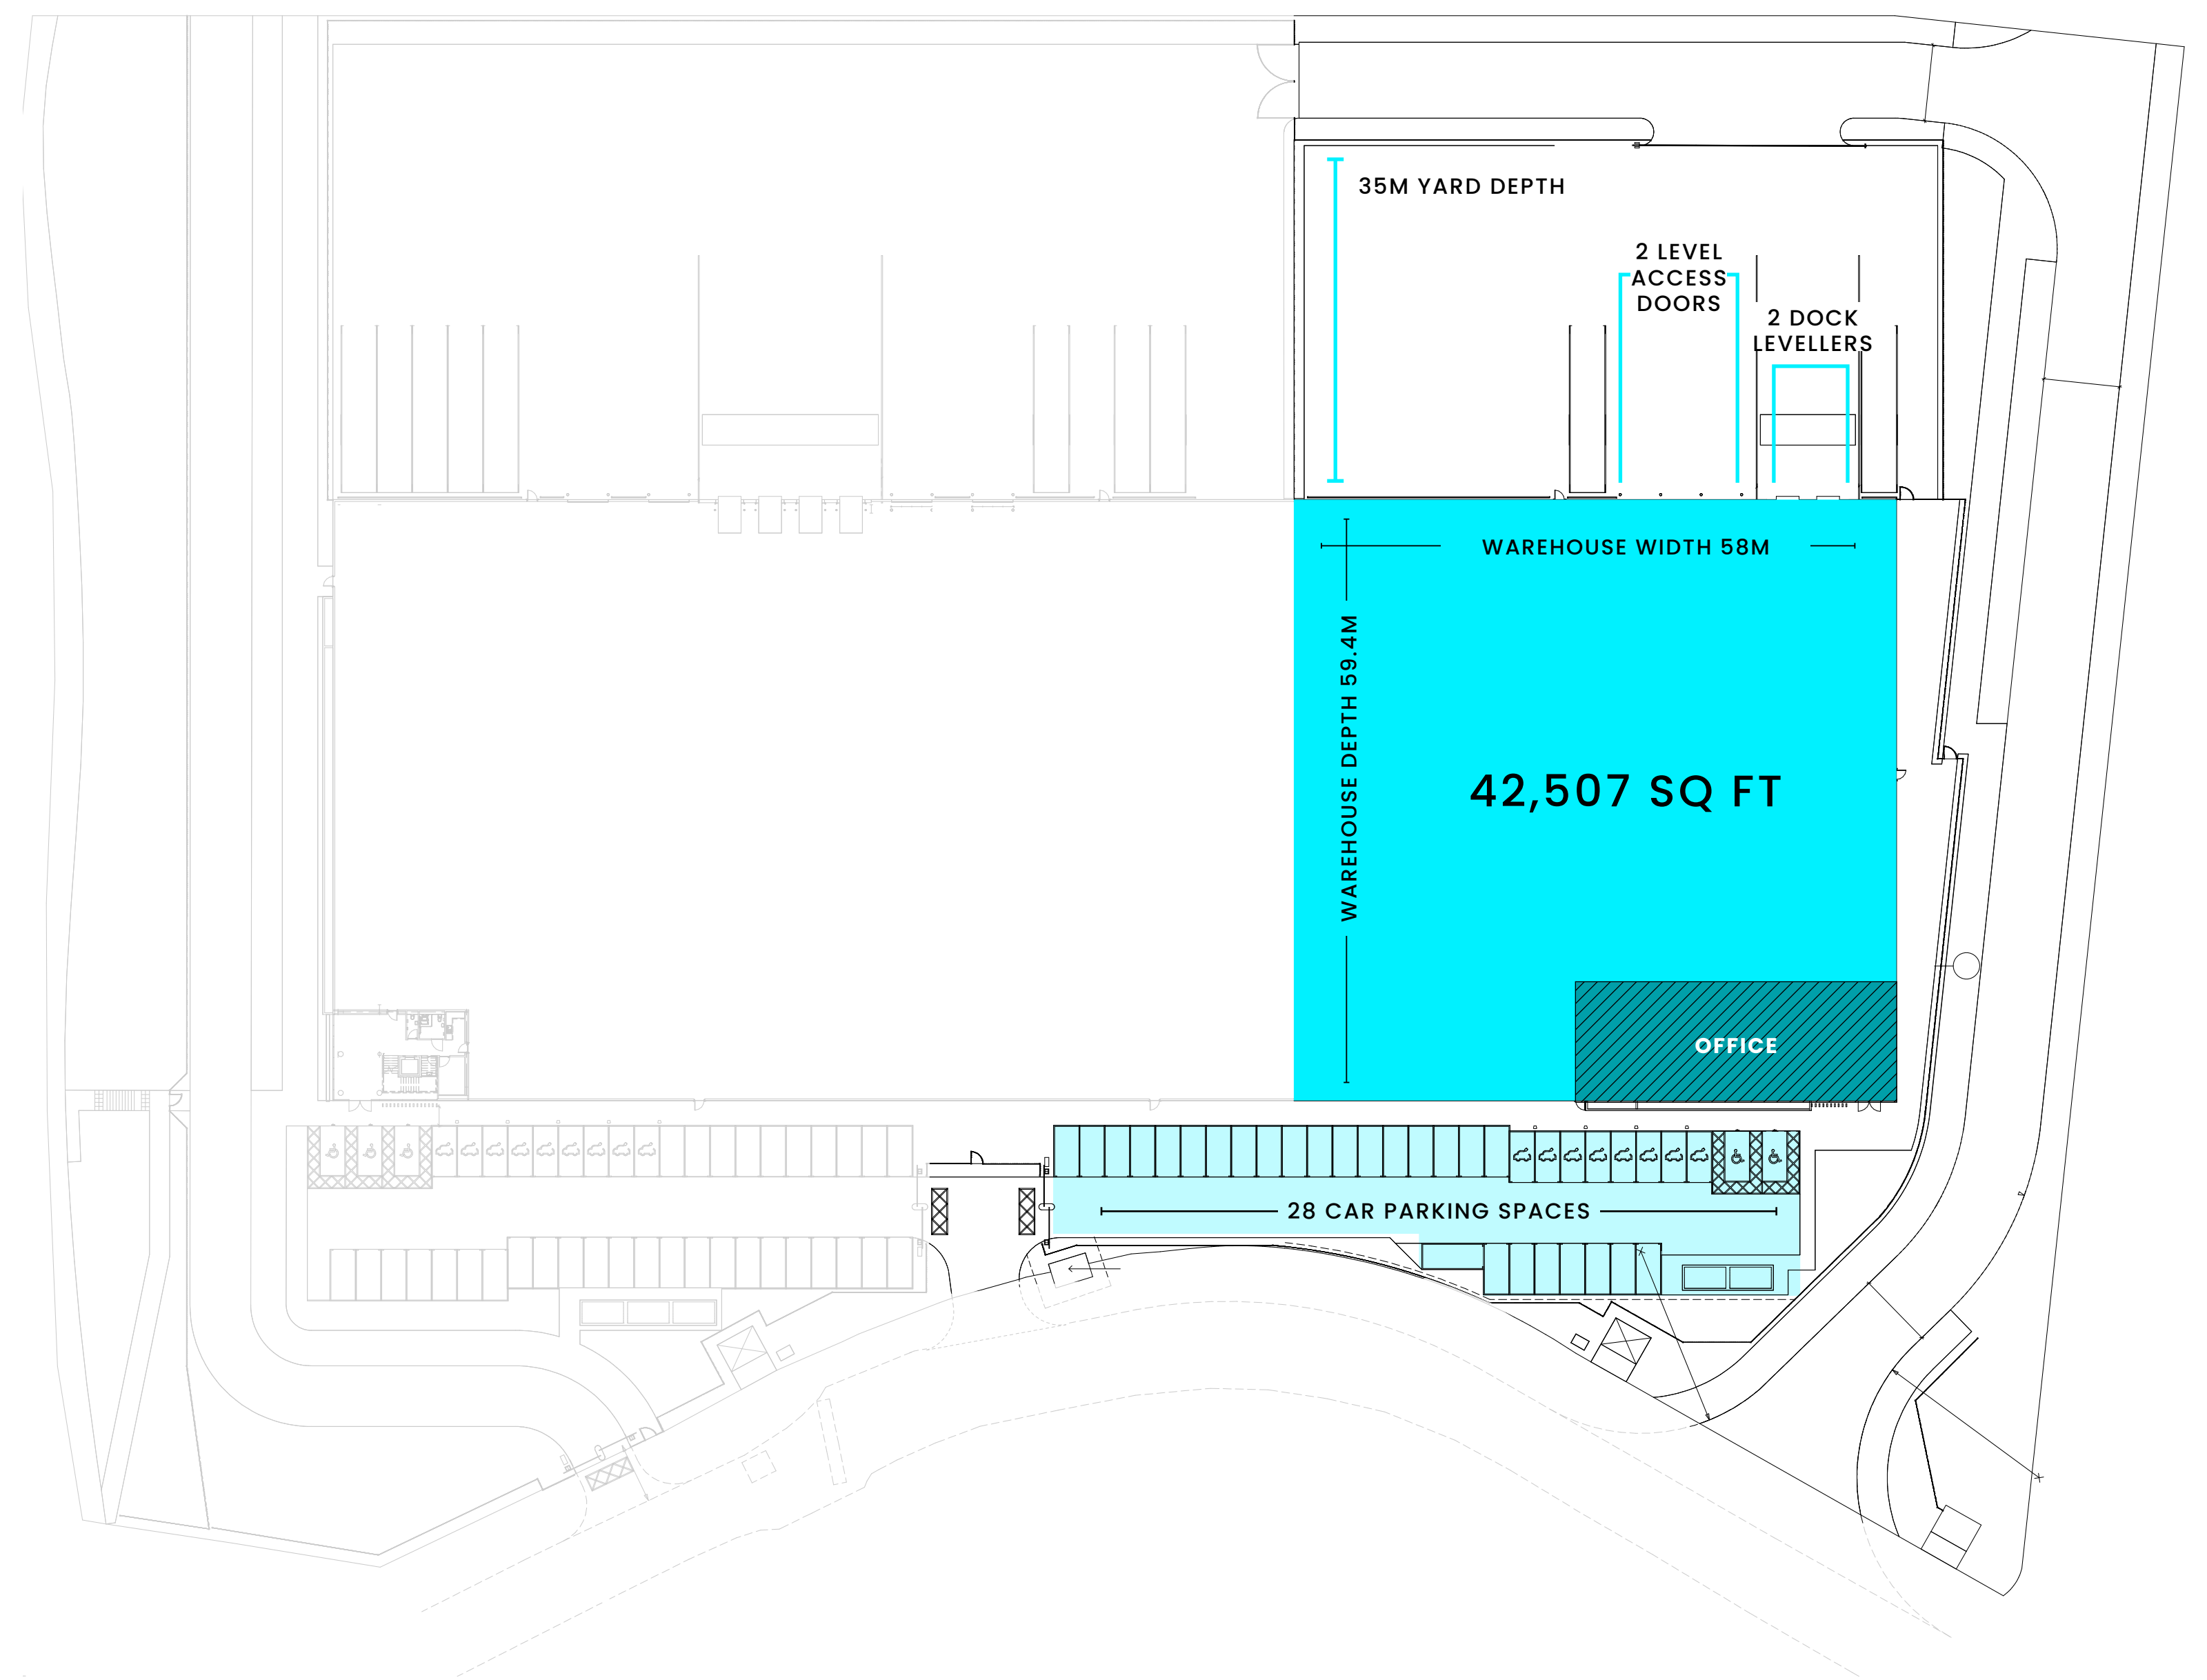 35M YARD DEPTH
2 LEVEL
ACCESS
DOORS
2 DOCK
LEVELLERS
WAREHOUSE WIDTH 58M
WAREHOUSE DEPTH 59.4M
42,507 SQ FT
OFFICE
28 CAR PARKING SPACES